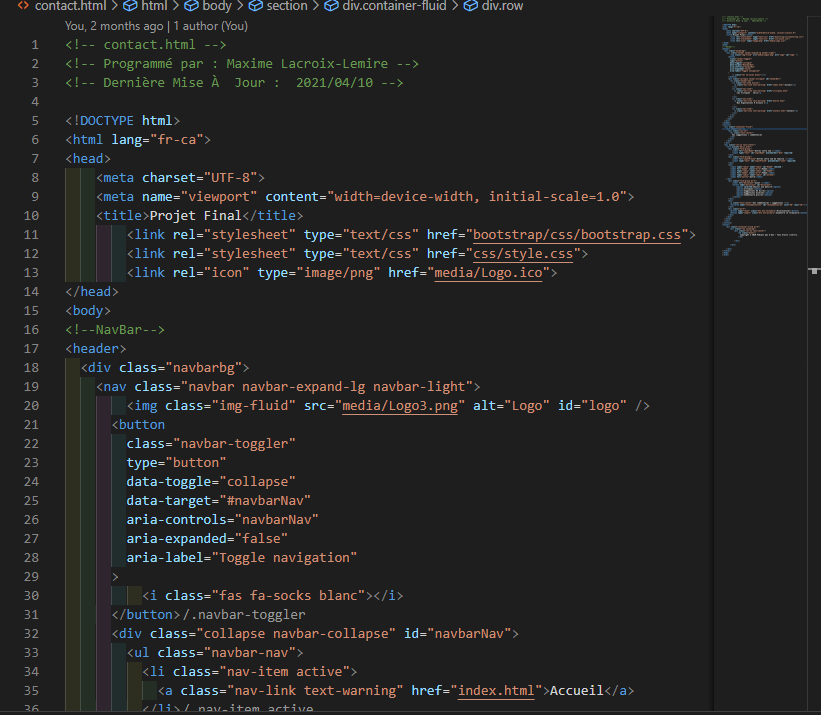 contact.html > html > body > section > div.container-fluid > div.row
You, 2 months ago | 1 author (You)
1 <!-- contact.html -->
2 <!-- Programmé par : Maxime Lacroix-Lemire -->
3 <!-- Dernière Mise À  Jour :  2021/04/10 -->
4
5 <!DOCTYPE html>
6 <html lang="fr-ca">
7 <head>
8 <meta charset="UTF-8">
9 <meta name="viewport" content="width=device-width, initial-scale=1.0">
10 <title>Projet Final</title>
11 <link rel="stylesheet" type="text/css" href="bootstrap/css/bootstrap.css">
12 <link rel="stylesheet" type="text/css" href="css/style.css">
13 <link rel="icon" type="image/png" href="media/Logo.ico">
14 </head>
15 <body>
16 <!--NavBar-->
17 <header>
18 <div class="navbarbg">
19 <nav class="navbar navbar-expand-lg navbar-light">
20 <img class="img-fluid" src="media/Logo3.png" alt="Logo" id="logo" />
21 <button
22 class="navbar-toggler"
23 type="button"
24 data-toggle="collapse"
25 data-target="#navbarNav"
26 aria-controls="navbarNav"
27 aria-expanded="false"
28 aria-label="Toggle navigation"
29 >
30 <i class="fas fa-socks blanc"></i>
31 </button>/.navbar-toggler
32 <div class="collapse navbar-collapse" id="navbarNav">
33 <ul class="navbar-nav">
34 <li class="nav-item active">
35 <a class="nav-link text-warning" href="index.html">Accueil</a>
36 </li>/.nav-item active